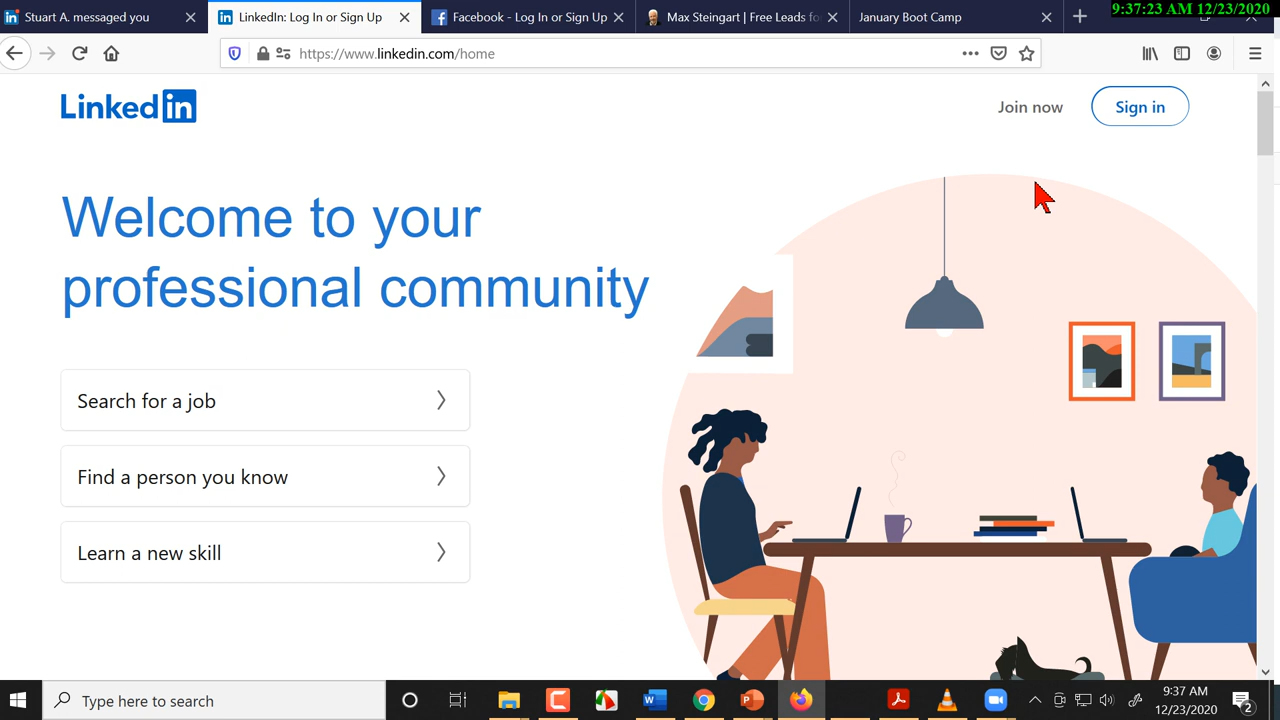 Stuart A. messaged you
LinkedIn: Log In or Sign Up
Facebook - Log In or Sign Up
Max Steingart | Free Leads fo
January Boot Camp
9:37:23 AM 12/23/2020
https://www.linkedin.com/home
Linkedin
Join now
Sign in
Welcome to your
professional community
Search for a job
Find a person you know
Learn a new skill
Type here to search
9:37 AM
12/23/2020
2